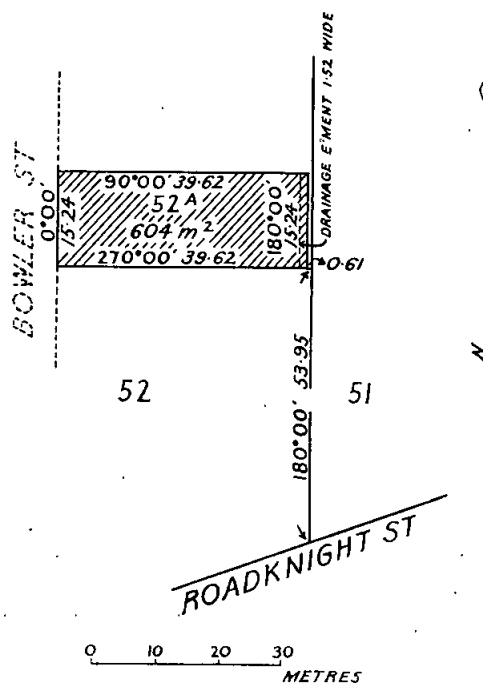 DRAINAGE E'MENT 1·52 WIDE
BOWLER ST
0°00'
15·24
90°00' 39·62
52 A
604 m²
270°00' 39·62
180°00'
15·24
0·61
180°00' 53·95
52
51
N
ROADKNIGHT ST
0 10 20 30
METRES